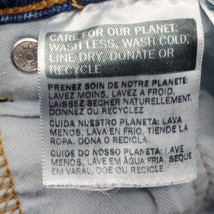 CARE FOR OUR PLANET:
WASH LESS, WASH COLD,
LINE DRY, DONATE OR
RECYCLE
PRENEZ SOIN DE NOTRE PLANETE:
LAVEZ MOINS, LAVEZ A FROID,
LAISSEZ SECHER NATURELLEMENT,
DONNEZ OU RECYCLEZ
CUIDA NUESTRO PLANETA: LAVA
MENOS, LAVA EN FRIO, TIENDE LA
ROPA, DONA O RECICLA.
CUIDE DO NOSSO PLANETA: LAVE
MENOS, LAVE EM ÁGUA FRIA, SEQUE
EM VARAL, DOE OU RECICLE.